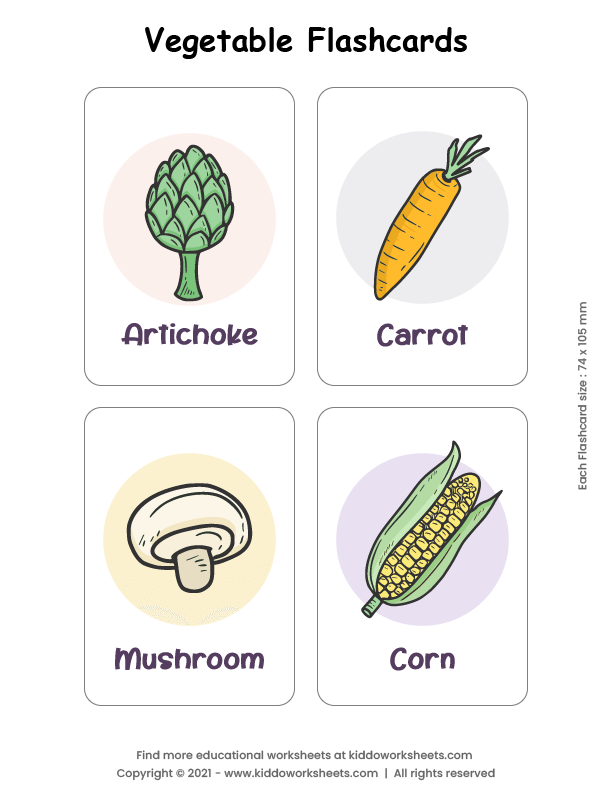 Vegetable Flashcards
Artichoke
Carrot
Mushroom
Corn
Each Flashcard size : 74 x 105 mm
Find more educational worksheets at kiddoworksheets.com
Copyright © 2021 - www.kiddoworksheets.com | All rights reserved